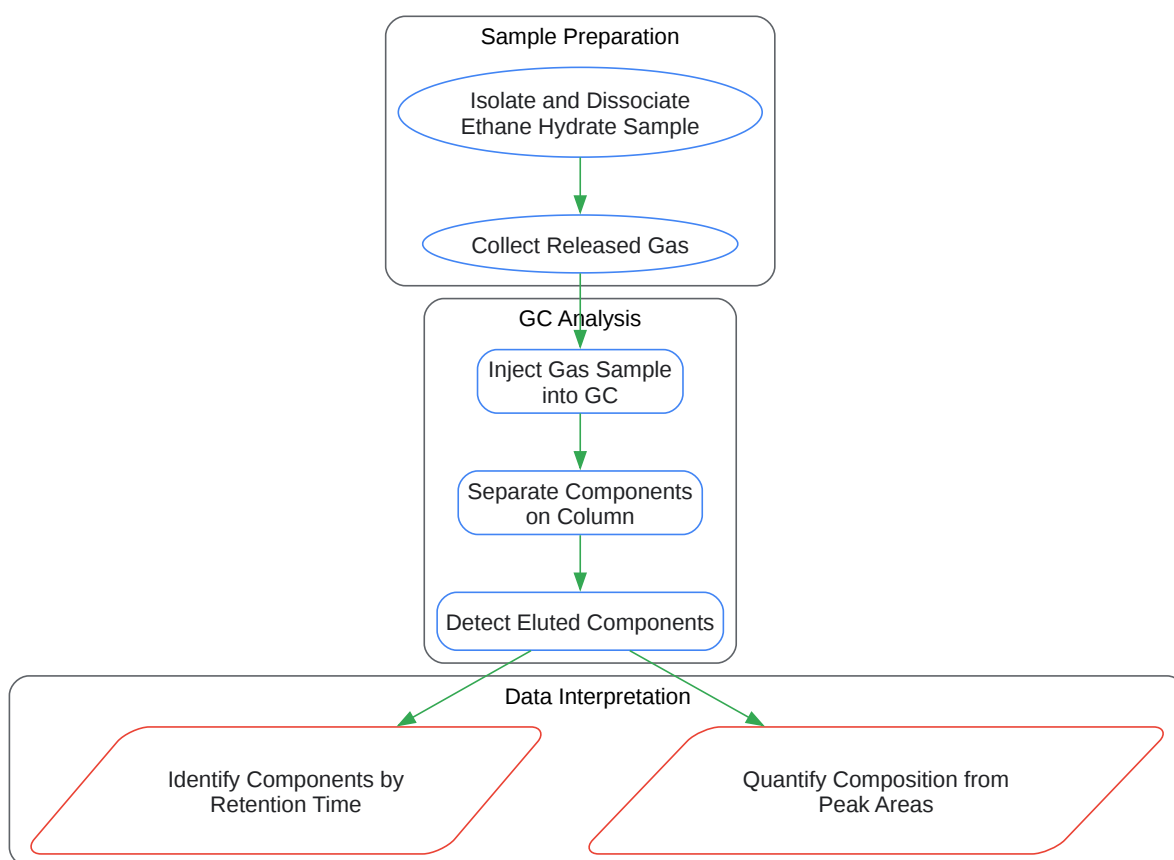 Sample Preparation
Isolate and Dissociate
Ethane Hydrate Sample
Collect Released Gas
GC Analysis
Inject Gas Sample
into GC
Separate Components
on Column
Detect Eluted Components
Data Interpretation
Identify Components by
Retention Time
Quantify Composition from
Peak Areas